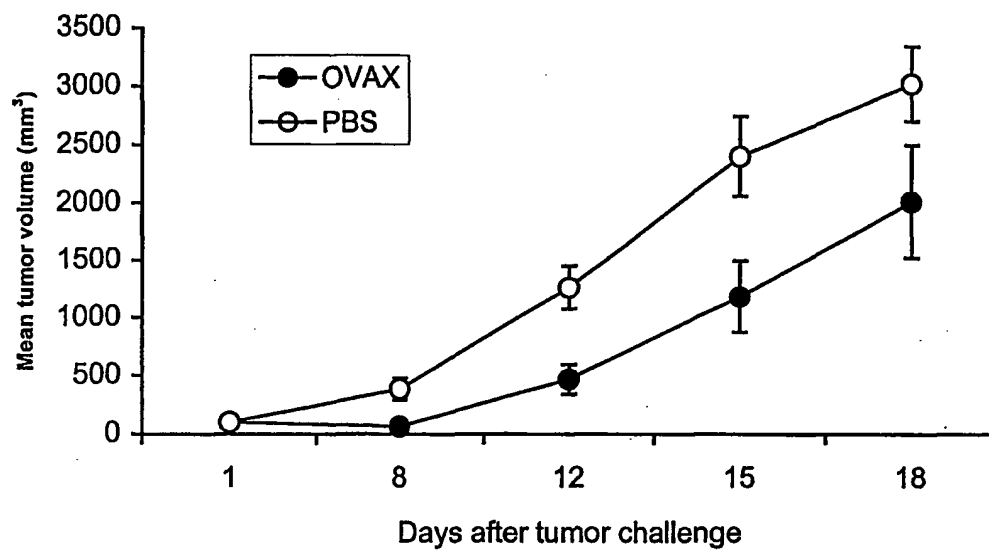 3500
3000
2500
2000
1500
1000
500
0
Mean tumor volume (mm³)
OVAX
PBS
1 8 12 15 18
Days after tumor challenge